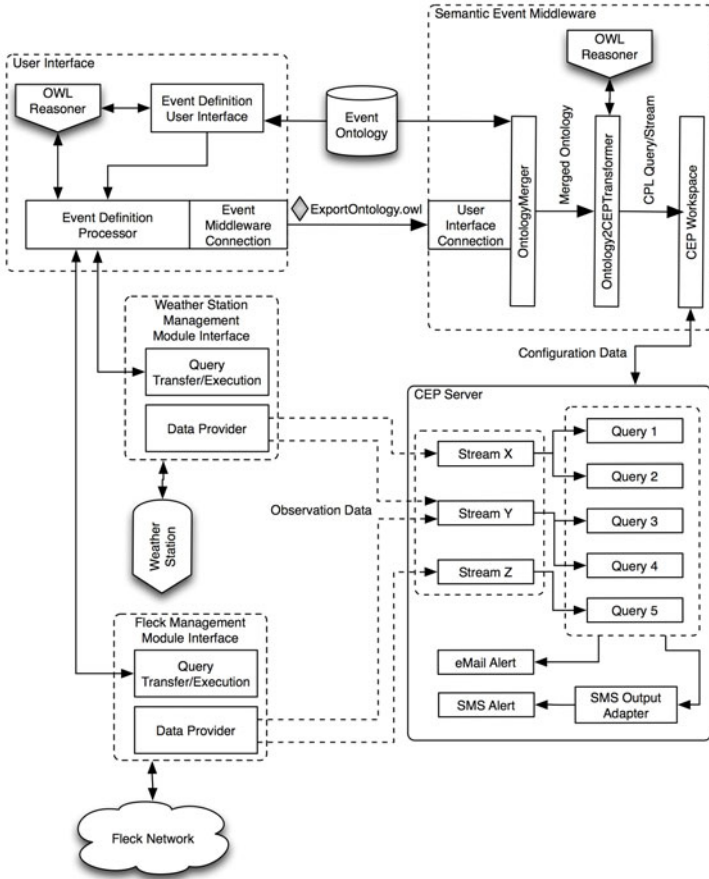 Semantic Event Middleware
User Interface
OWL
Reasoner
Event Definition
User Interface
Event
Ontology
OWL
Reasoner
OntologyMerger
Merged Ontology
Ontology2CEPTransformer
CPL Query/Stream
CEP Workspace
Event Definition
Processor
Event
Middleware
Connection
ExportOntology.owl
User
Interface
Connection
Weather Station
Management
Module Interface
Query
Transfer/Execution
Data Provider
Weather
Station
Configuration Data
CEP Server
Stream X
Stream Y
Stream Z
Query 1
Query 2
Query 3
Query 4
Query 5
Observation Data
Fleck Management
Module Interface
Query
Transfer/Execution
Data Provider
Fleck Network
eMail Alert
SMS Alert
SMS Output
Adapter